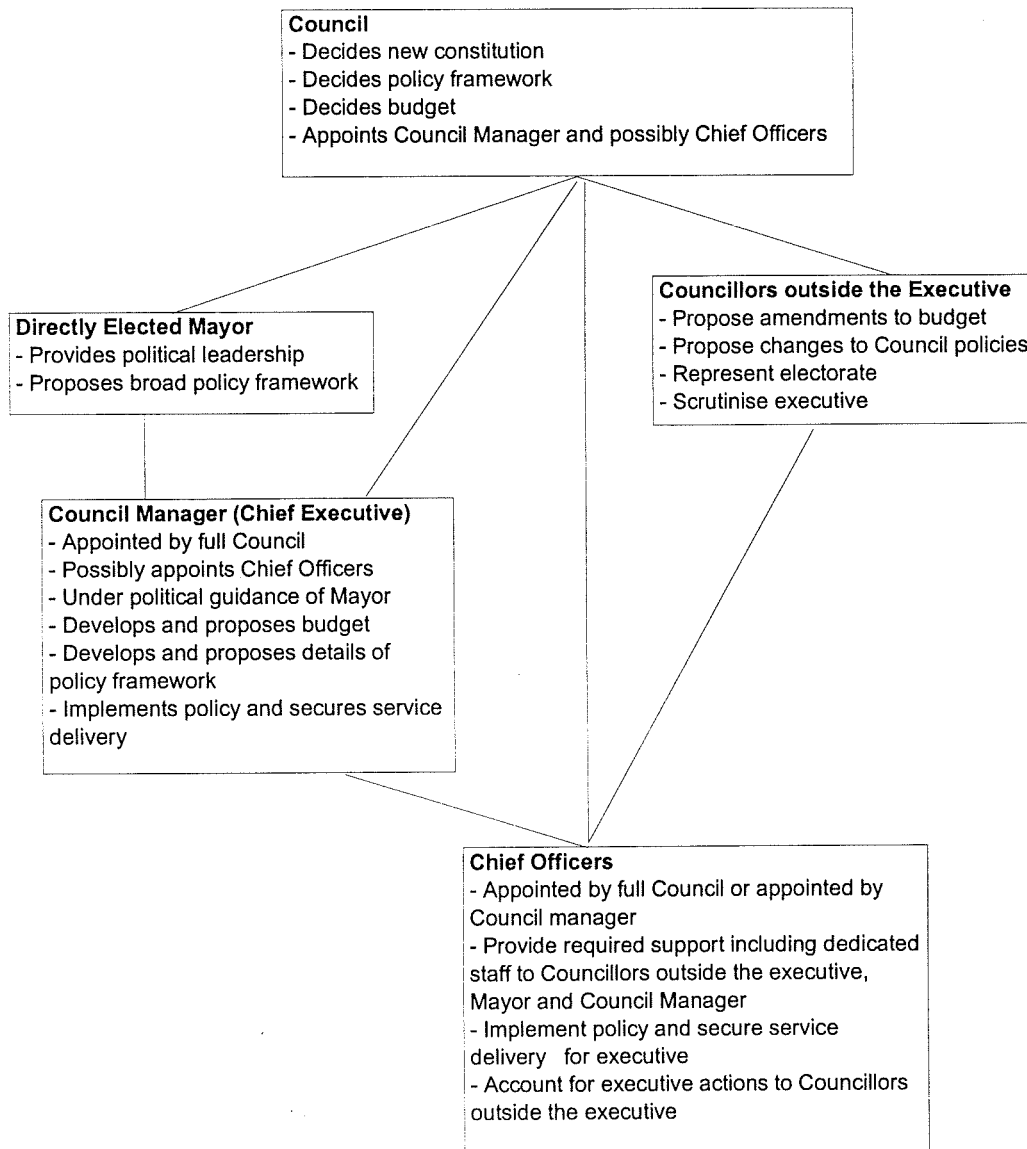 Council
- Decides new constitution
- Decides policy framework
- Decides budget
- Appoints Council Manager and possibly Chief Officers
Directly Elected Mayor
- Provides political leadership
- Proposes broad policy framework
Councillors outside the Executive
- Propose amendments to budget
- Propose changes to Council policies
- Represent electorate
- Scrutinise executive
Council Manager (Chief Executive)
- Appointed by full Council
- Possibly appoints Chief Officers
- Under political guidance of Mayor
- Develops and proposes budget
- Develops and proposes details of
policy framework
- Implements policy and secures service
delivery
Chief Officers
- Appointed by full Council or appointed by
Council manager
- Provide required support including dedicated
staff to Councillors outside the executive,
Mayor and Council Manager
- Implement policy and secure service
delivery for executive
- Account for executive actions to Councillors
outside the executive